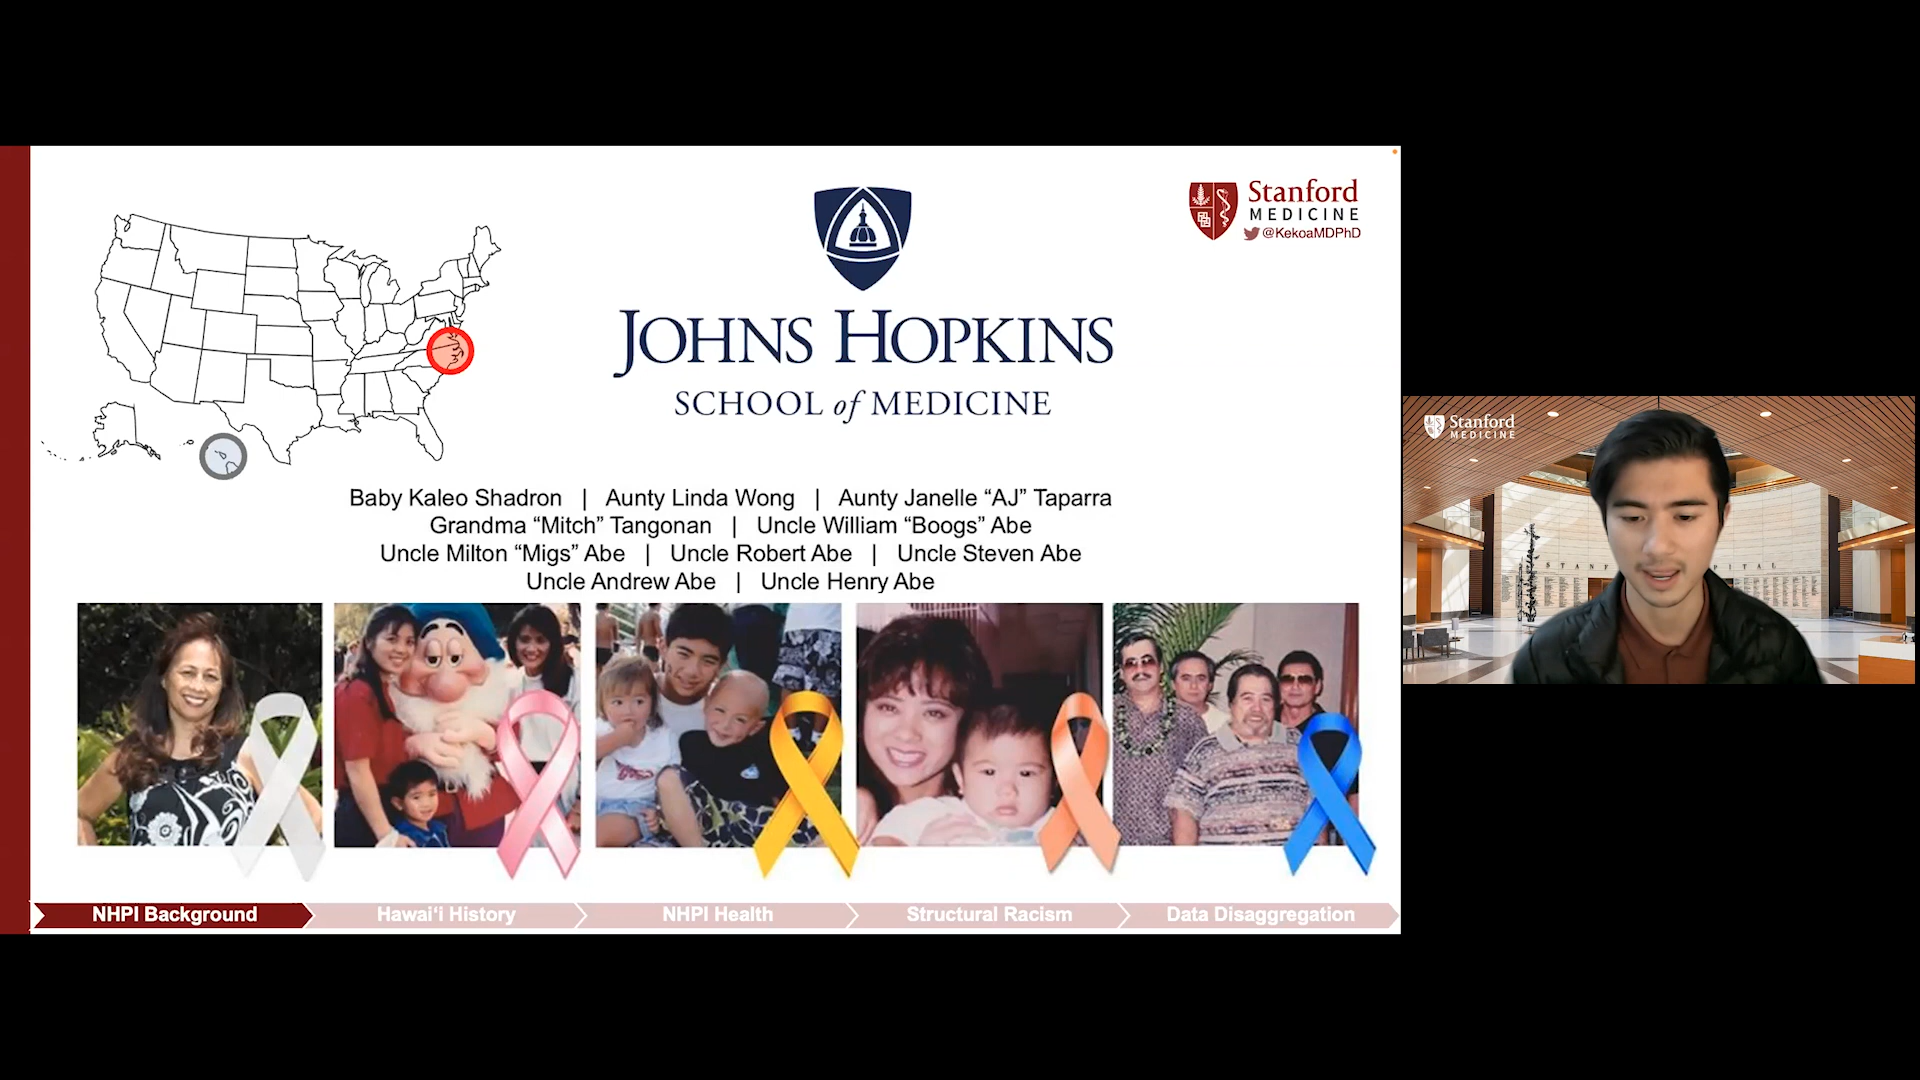 Stanford
MEDICINE
@KekoaMDPhD
JOHNS HOPKINS
SCHOOL of MEDICINE
Baby Kaleo Shadron | Aunty Linda Wong | Aunty Janelle “AJ” Taparra
Grandma “Mitch” Tangonan | Uncle William “Boogs” Abe
Uncle Milton “Migs” Abe | Uncle Robert Abe | Uncle Steven Abe
Uncle Andrew Abe | Uncle Henry Abe
NHPI Background
Hawai‘i History
NHPI Health
Structural Racism
Data Disaggregation
Stanford
MEDICINE